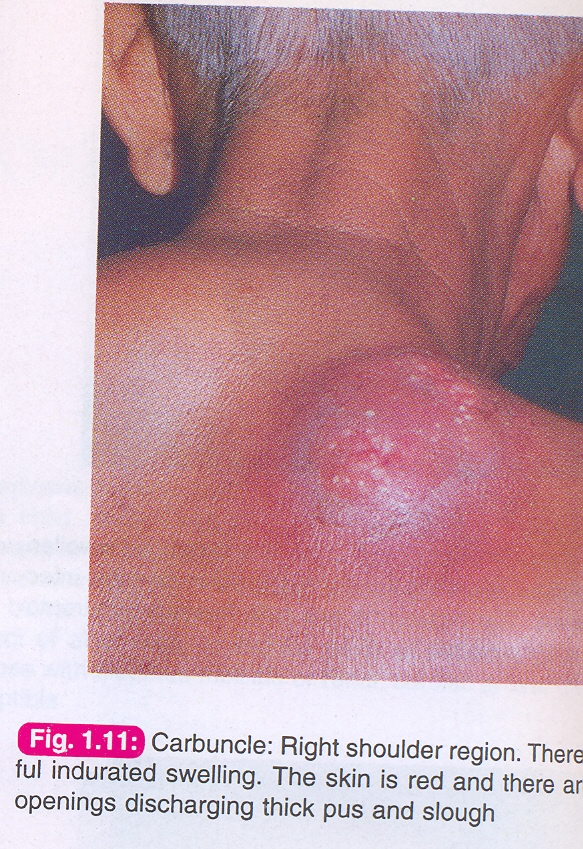 Fig. 1.11: Carbuncle: Right shoulder region. There
ful indurated swelling. The skin is red and there
openings discharging thick pus and slough